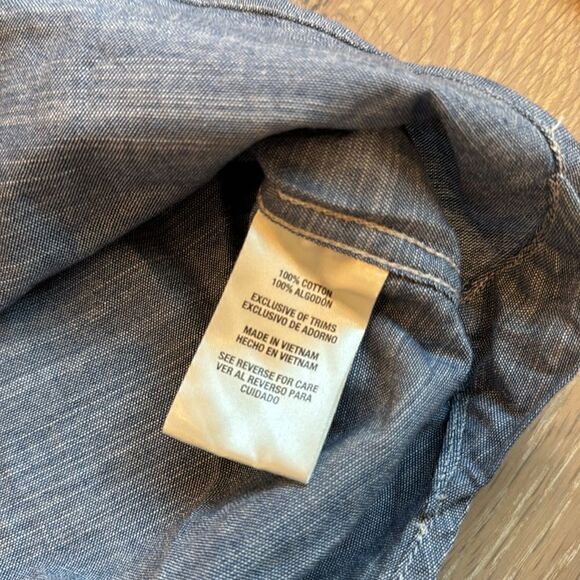 100% COTTON
100% ALGODÓN
EXCLUSIVE OF TRIMS
EXCLUSIVO DE ADORNO
MADE IN VIETNAM
HECHO EN VIETNAM
SEE REVERSE FOR CARE
VER AL REVERSO PARA
CUIDADO